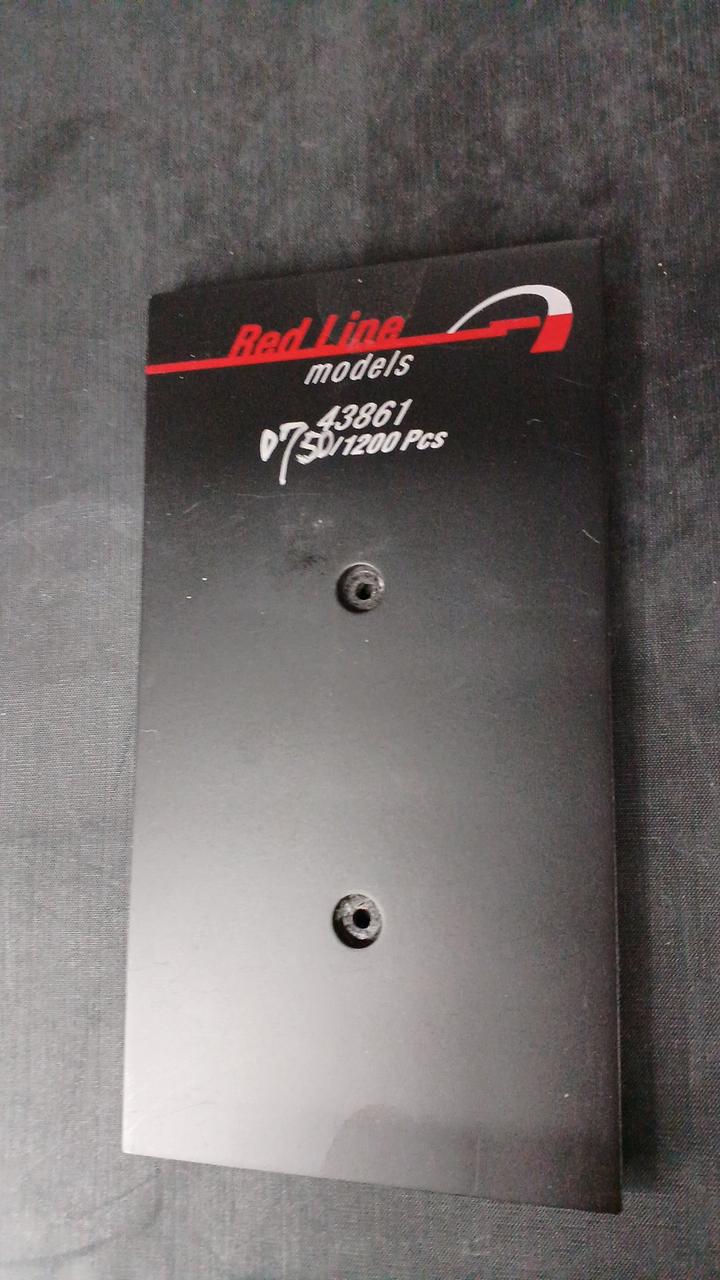 Red Line
models
43861
0750/1200 Pcs